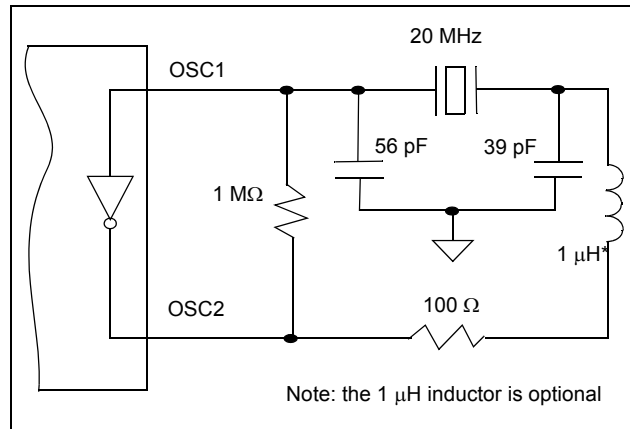 20 MHz
OSC1
56 pF
39 pF
1 MΩ
1 μH*
OSC2
100 Ω
Note: the 1 μH inductor is optional